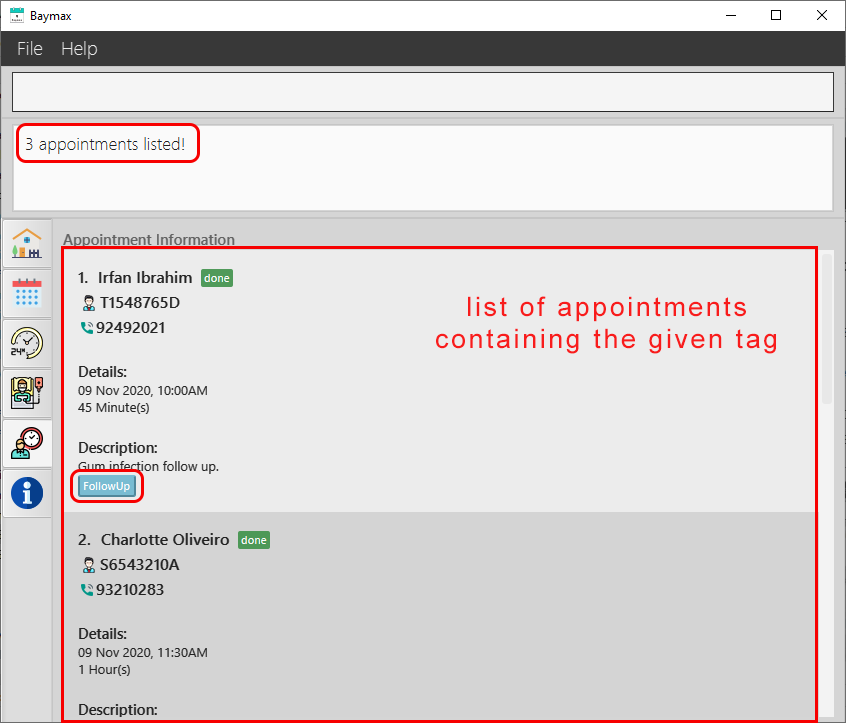 Baymax
File Help
3 appointments listed!
Appointment Information
1. Irfan Ibrahim done
T1548765D
92492021
list of appointments
containing the given tag
Details:
09 Nov 2020, 10:00AM
45 Minute(s)
Description:
Gum infection follow up.
FollowUp
2. Charlotte Oliveiro done
S6543210A
93210283
Details:
09 Nov 2020, 11:30AM
1 Hour(s)
Description: